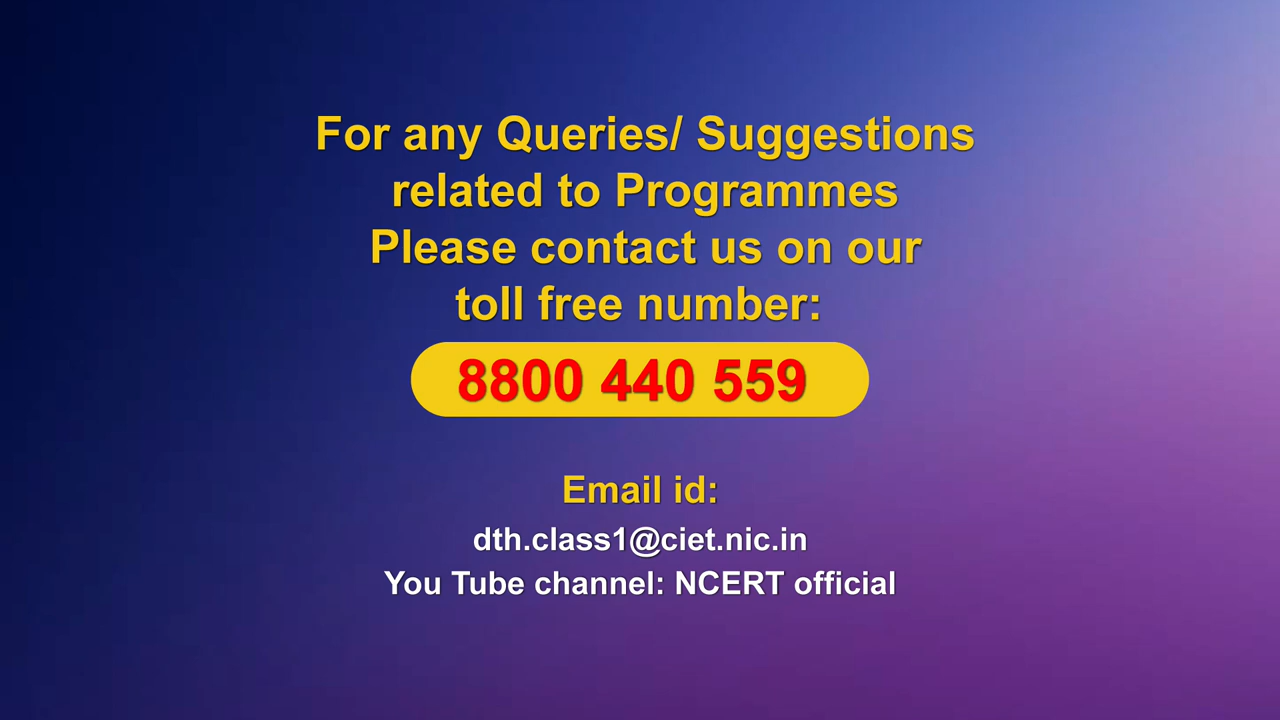 For any Queries/ Suggestions
related to Programmes
Please contact us on our
toll free number:
8800 440 559
Email id:
dth.class1@ciet.nic.in
You Tube channel: NCERT official